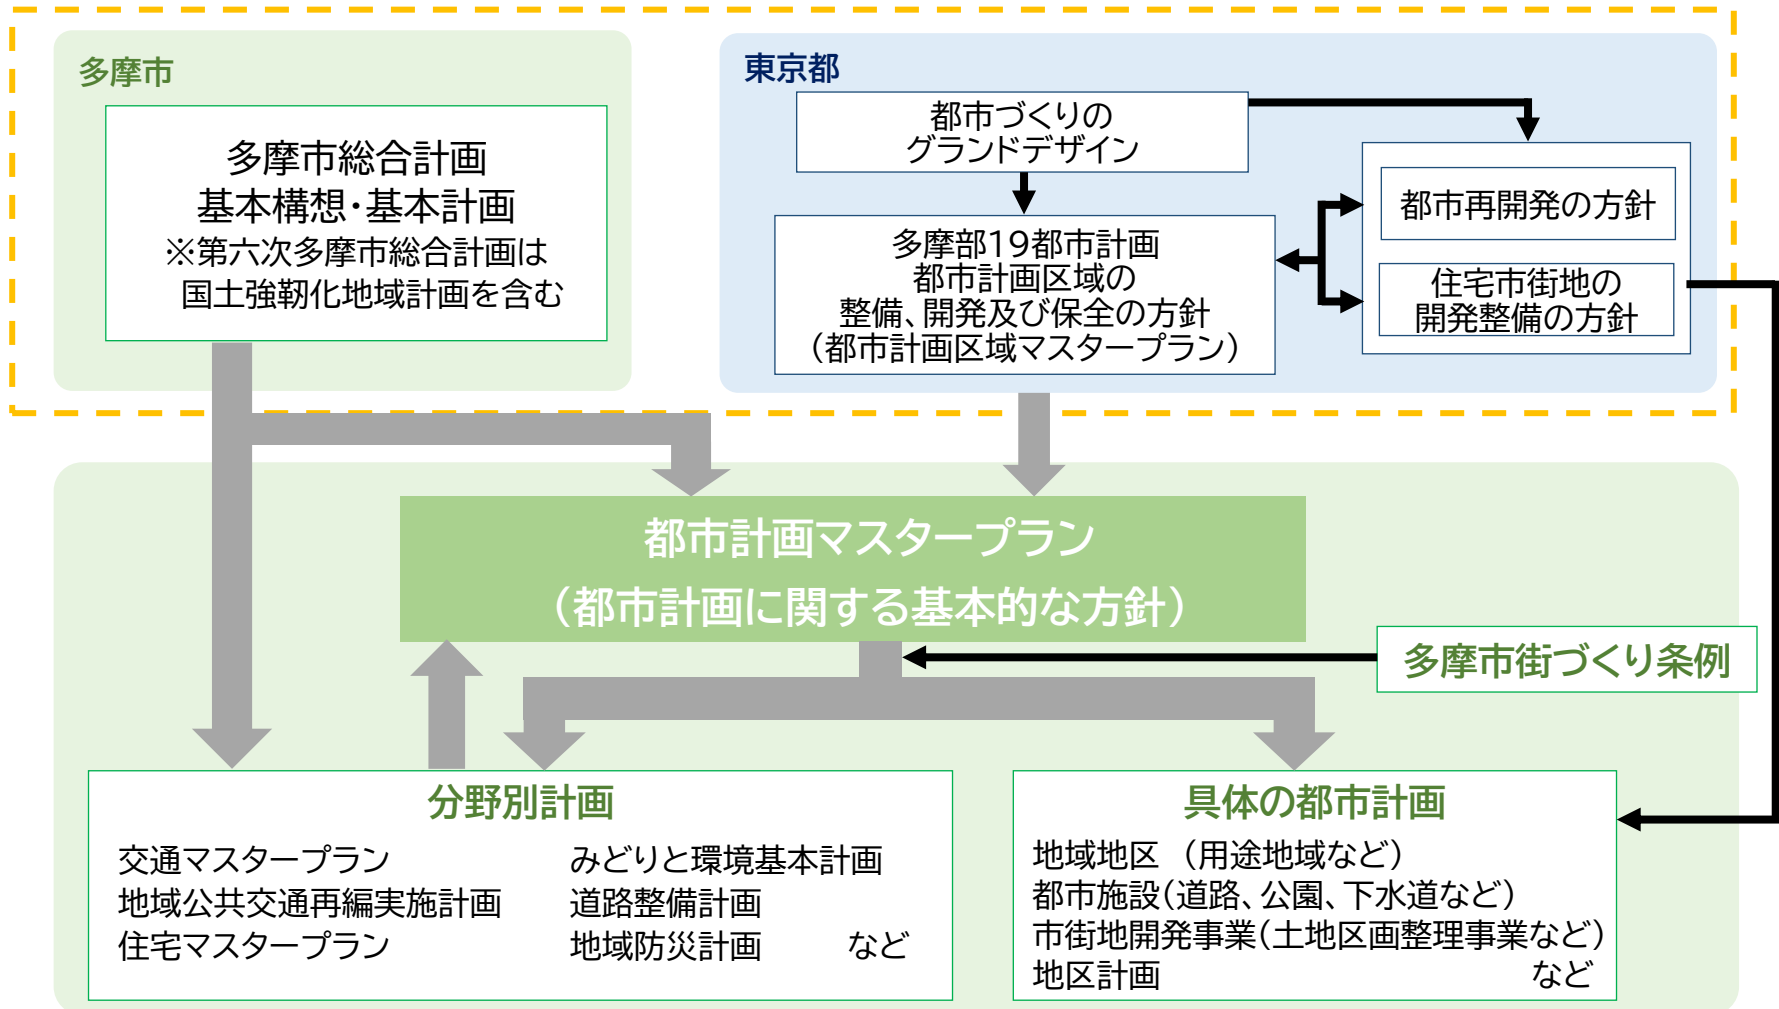 多摩市
多摩市総合計画
基本構想・基本計画
※第六次多摩市総合計画は
国土強靭化地域計画を含む
東京都
都市づくりの
グランドデザイン
多摩部19都市計画
都市計画区域の
整備、開発及び保全の方針
（都市計画区域マスタープラン）
都市再開発の方針
住宅市街地の
開発整備の方針
都市計画マスタープラン
（都市計画に関する基本的な方針）
多摩市街づくり条例
分野別計画
交通マスタープラン
地域公共交通再編実施計画
住宅マスタープラン
みどりと環境基本計画
道路整備計画
地域防災計画 など
具体の都市計画
地域地区 （用途地域など）
都市施設（道路、公園、下水道など）
市街地開発事業（土地区画整理事業など）
地区計画 など